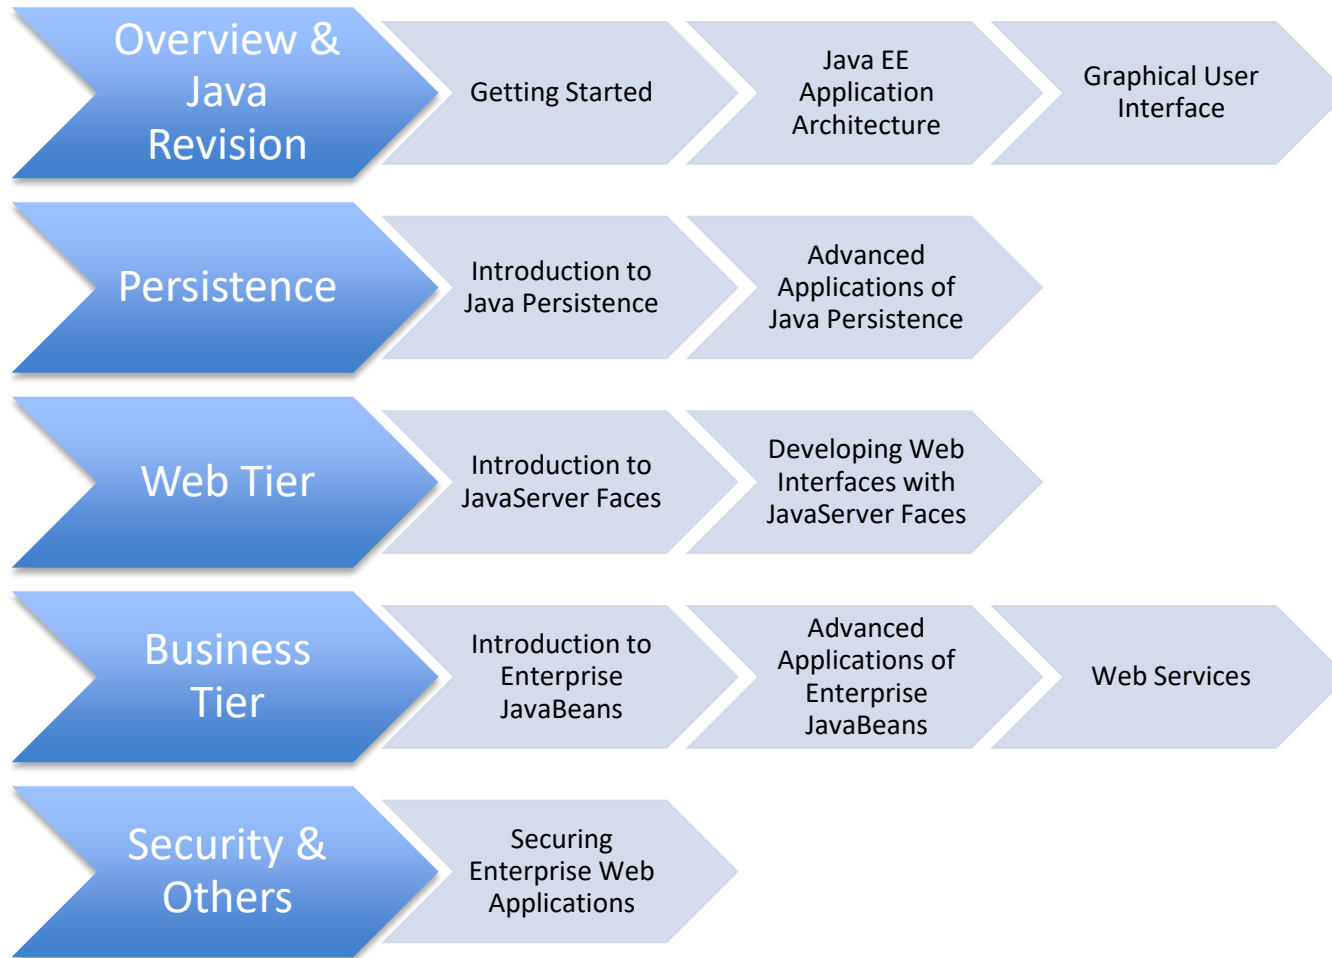 Overview &
Java
Revision
Getting Started
Java EE
Application
Architecture
Graphical User
Interface
Persistence
Introduction to
Java Persistence
Advanced
Applications of
Java Persistence
Web Tier
Introduction to
JavaServer Faces
Developing Web
Interfaces with
JavaServer Faces
Business
Tier
Introduction to
Enterprise
JavaBeans
Advanced
Applications of
Enterprise
JavaBeans
Web Services
Security &
Others
Securing
Enterprise Web
Applications